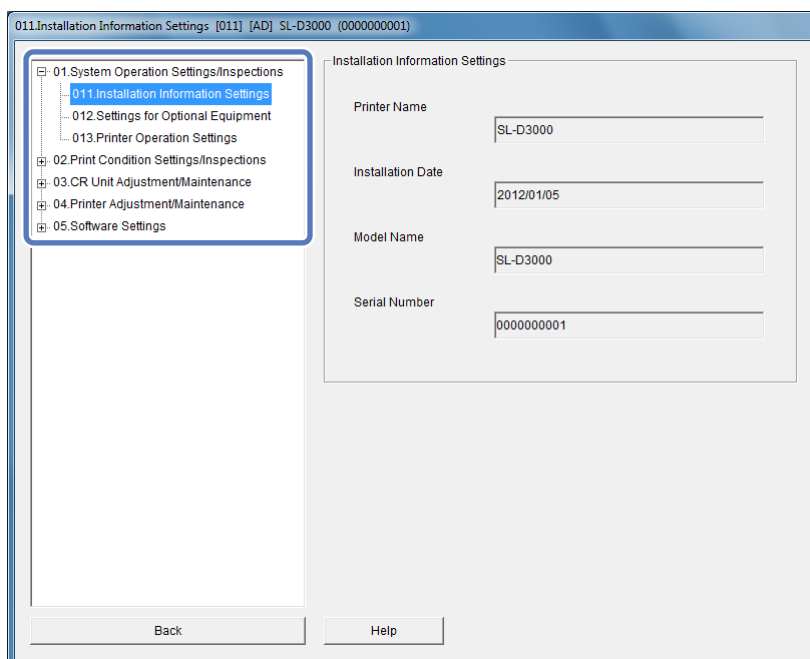 011.Installation Information Settings [011] [AD] SL-D3000 (0000000001)
01.System Operation Settings/Inspections
011.Installation Information Settings
012.Settings for Optional Equipment
013.Printer Operation Settings
02.Print Condition Settings/Inspections
03.CR Unit Adjustment/Maintenance
04.Printer Adjustment/Maintenance
05.Software Settings
Installation Information Settings
Printer Name
SL-D3000
Installation Date
2012/01/05
Model Name
SL-D3000
Serial Number
0000000001
Back
Help